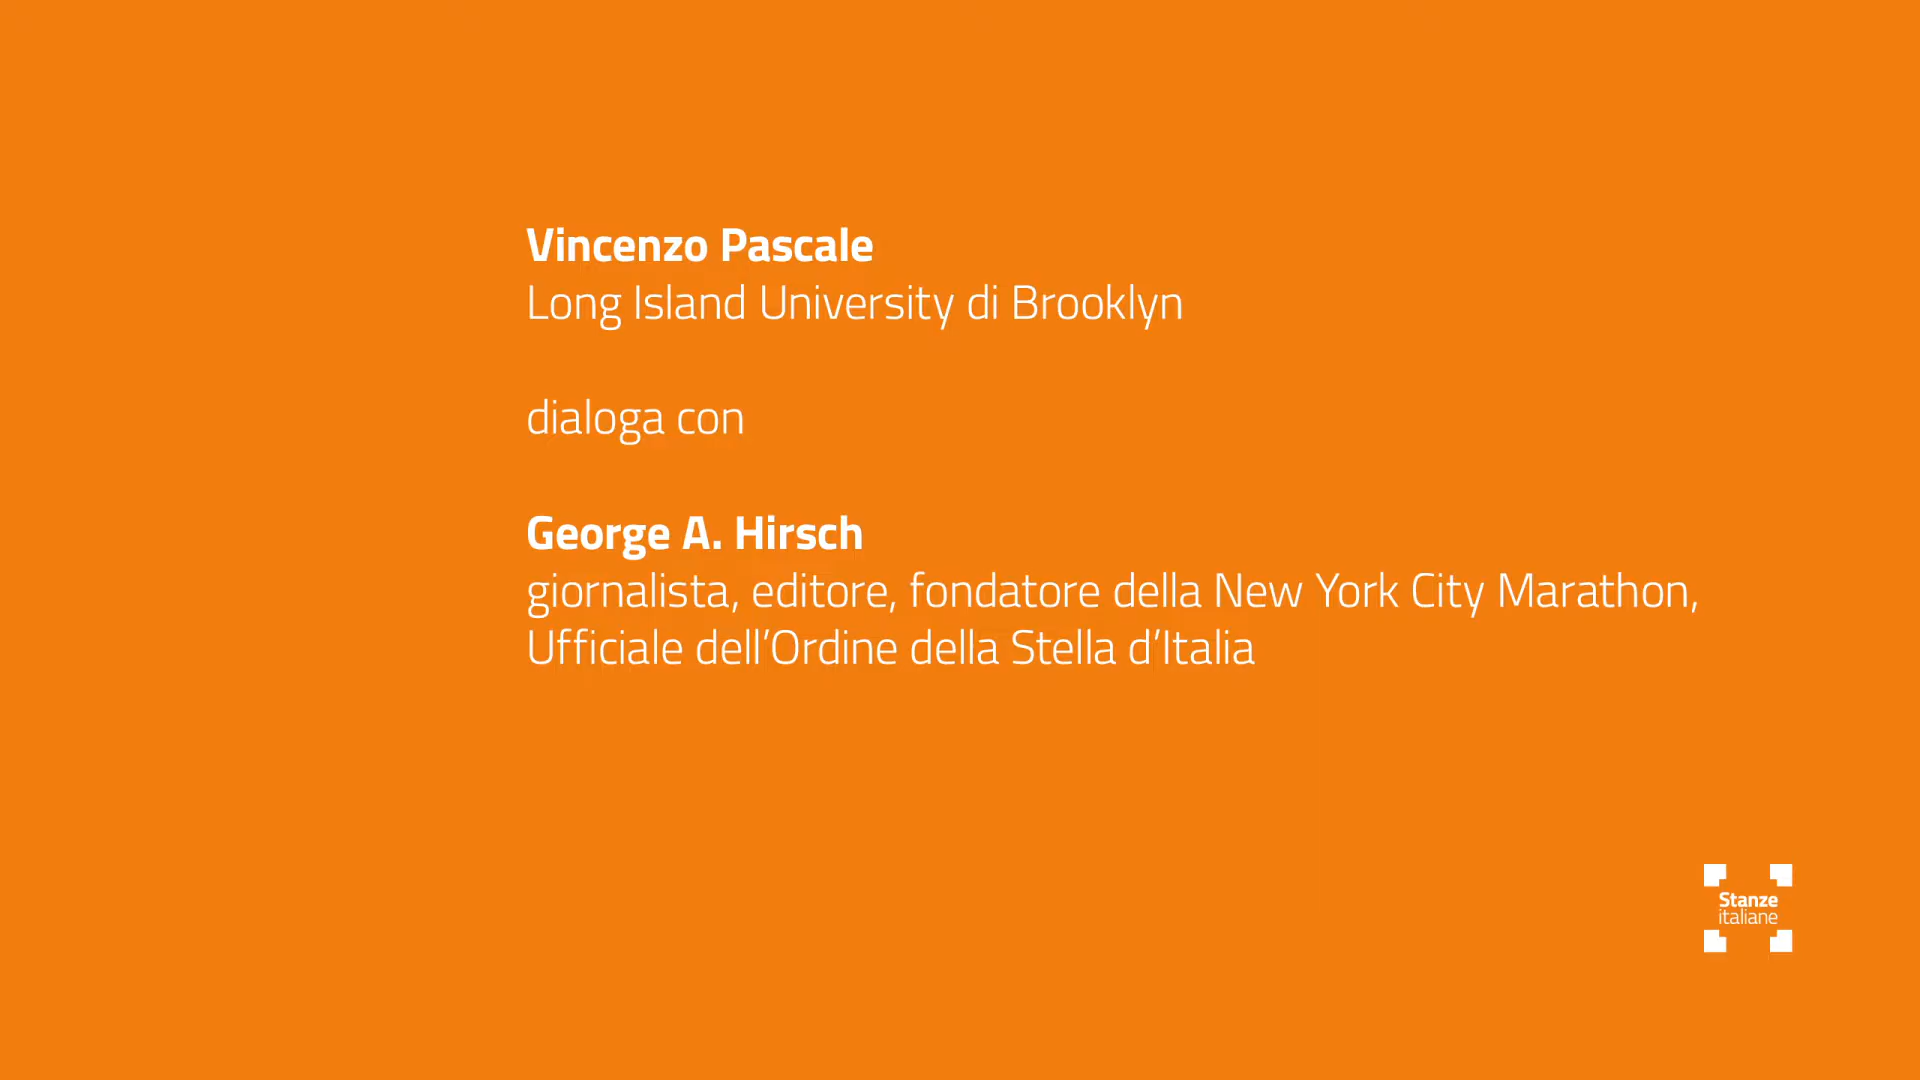 Vincenzo Pascale
Long Island University di Brooklyn
dialoga con
George A. Hirsch
giornalista, editore, fondatore della New York City Marathon,
Ufficiale dell’Ordine della Stella d’Italia
Stanze
italiane